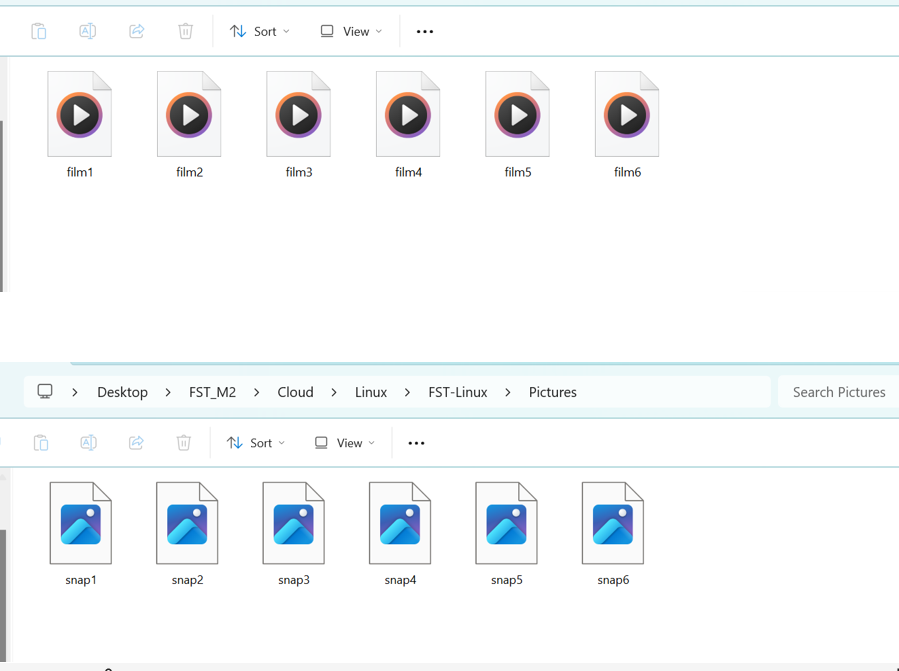 Sort View
film1 film2 film3 film4 film5 film6
Desktop FST_M2 Cloud Linux FST-Linux Pictures Search Pictures
Sort View
snap1 snap2 snap3 snap4 snap5 snap6